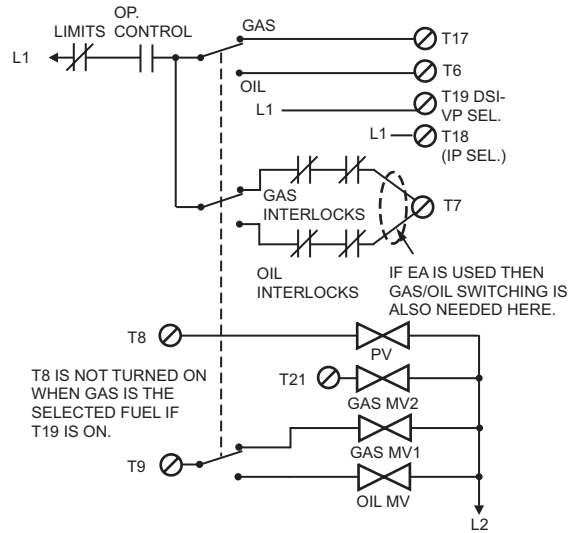 OP.
LIMITS CONTROL
L1
GAS
T17
OIL
T6
L1
T19 DSI-
VP SEL.
L1
T18
(IP SEL.)
GAS
INTERLOCKS
T7
OIL
INTERLOCKS
IF EA IS USED THEN
GAS/OIL SWITCHING IS
ALSO NEEDED HERE.
T8
PV
T8 IS NOT TURNED ON
WHEN GAS IS THE
SELECTED FUEL IF
T19 IS ON.
T21
GAS MV2
GAS MV1
T9
OIL MV
L2